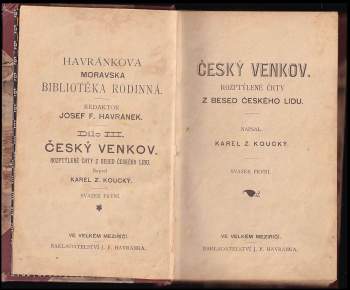 HAVRÁNKOVA
MORAVSKÁ
BIBLIOTÉKA RODINNÁ.
REDAKTOR
JOSEF F. HAVRÁNEK.
Dílo III.
ČESKÝ VENKOV.
ROZPTÝLENÉ ČRTY Z BESED ČESKÉHO LIDU.
Napsal
KAREL Z. KOUCKÝ.
SVAZEK PRVNÍ.
VE VELKÉM MEZIŘÍČÍ.
NAKLADATELSTVÍ J. F. HAVRÁNKA.
ČESKÝ VENKOV.
ROZPTÝLENÉ ČRTY
Z BESED ČESKÉHO LIDU.
NAPSAL
KAREL Z. KOUCKÝ.
SVAZEK PRVNÍ.
VE VELKÉM MEZIŘÍČÍ.
NAKLADATELSTVÍ J. F. HAVRÁNKA.